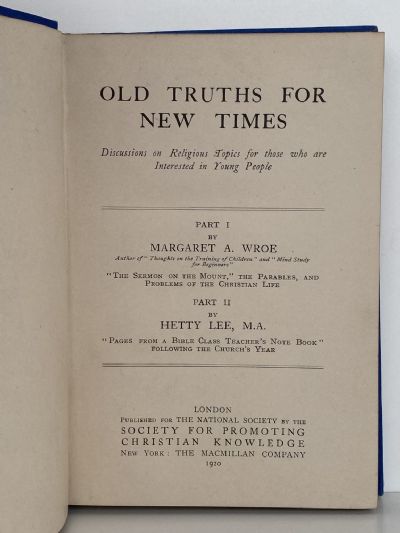 OLD TRUTHS FOR
NEW TIMES
Discussions on Religious Topics for those who are
Interested in Young People
PART I
BY
MARGARET A. WROE
Author of "Thoughts on the Training of Children" and "Mind Study
for Beginners"
"THE SERMON ON THE MOUNT," THE PARABLES, AND
PROBLEMS OF THE CHRISTIAN LIFE
PART II
BY
HETTY LEE, M.A.
"PAGES FROM A BIBLE CLASS TEACHER'S NOTE BOOK"
FOLLOWING THE CHURCH'S YEAR
LONDON
PUBLISHED FOR THE NATIONAL SOCIETY BY THE
SOCIETY FOR PROMOTING
CHRISTIAN KNOWLEDGE
NEW YORK: THE MACMILLAN COMPANY
1920